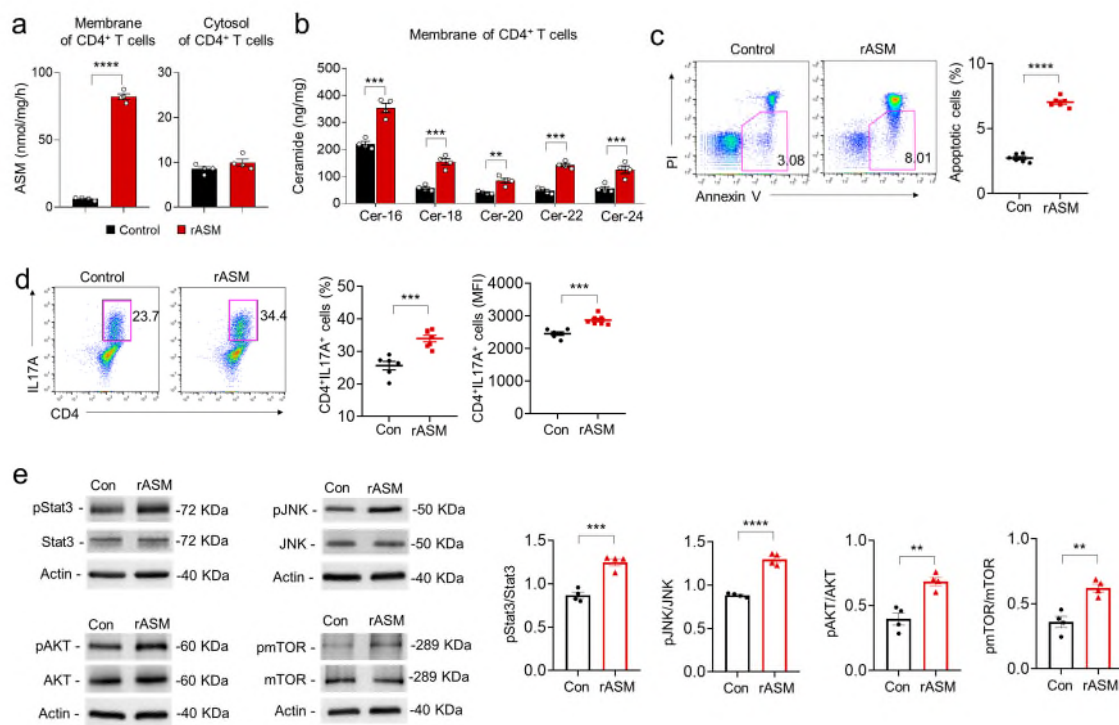 a
Membrane of CD4⁺ T cells
Cytosol of CD4⁺ T cells
ASM (nmol/mg/h)
100
50
0
****
30
20
10
0
Control
rASM
b
Membrane of CD4⁺ T cells
Ceramide (ng/mg)
500
400
300
200
100
0
***
***
**
***
***
Cer-16
Cer-18
Cer-20
Cer-22
Cer-24
c
Control
rASM
PI
3.08
8.01
Annexin V
Apoptotic cells (%)
10
8
6
4
2
0
****
Con
rASM
d
Control
rASM
IL17A
23.7
34.4
CD4
CD4⁺IL17A⁺ cells (%)
50
40
30
20
10
***
Con
rASM
CD4⁺IL17A⁺ cells (MFI)
4000
3000
2000
1000
0
***
Con
rASM
e
Con rASM
pStat3 - -72 KDa
Stat3 - -72 KDa
Actin - -40 KDa
Con rASM
pJNK - -50 KDa
JNK - -50 KDa
Actin - -40 KDa
Con rASM
pAKT - -60 KDa
AKT - -60 KDa
Actin - -40 KDa
Con rASM
pmTOR -289 KDa
mTOR -289 KDa
Actin - -40 KDa
pStat3/Stat3
1.5
1.0
0.5
0.0
***
Con rASM
pJNK/JNK
1.5
1.0
0.5
0.0
****
Con rASM
pAKT/AKT
1.0
0.5
0.0
**
Con rASM
pmTOR/mTOR
1.0
0.5
0.0
**
Con rASM